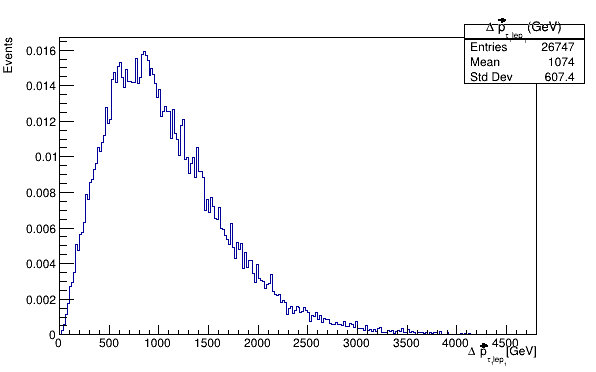 Δ p⃗ τ,lep₁ (GeV)
Entries 26747
Mean 1074
Std Dev 607.4
Events
0.016
0.014
0.012
0.01
0.008
0.006
0.004
0.002
0
0 500 1000 1500 2000 2500 3000 3500 4000 4500
Δ p⃗ τ,lep₁ [GeV]